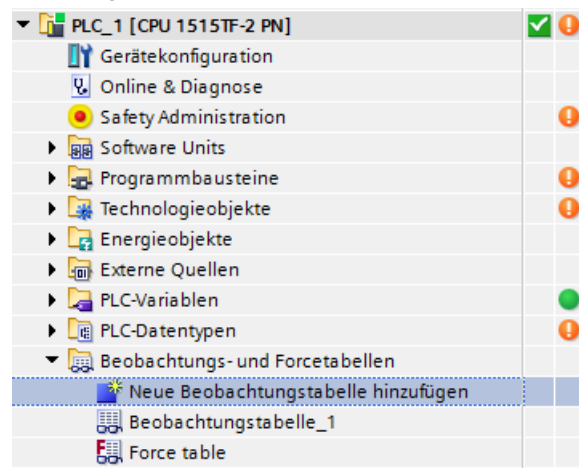 PLC_1 [CPU 1515TF-2 PN]
Gerätekonfiguration
Online & Diagnose
Safety Administration
Software Units
Programmbausteine
Technologieobjekte
Energieobjekte
Externe Quellen
PLC-Variablen
PLC-Datentypen
Beobachtungs- und Forcetabellen
Neue Beobachtungstabelle hinzufügen
Beobachtungstabelle_1
Force table